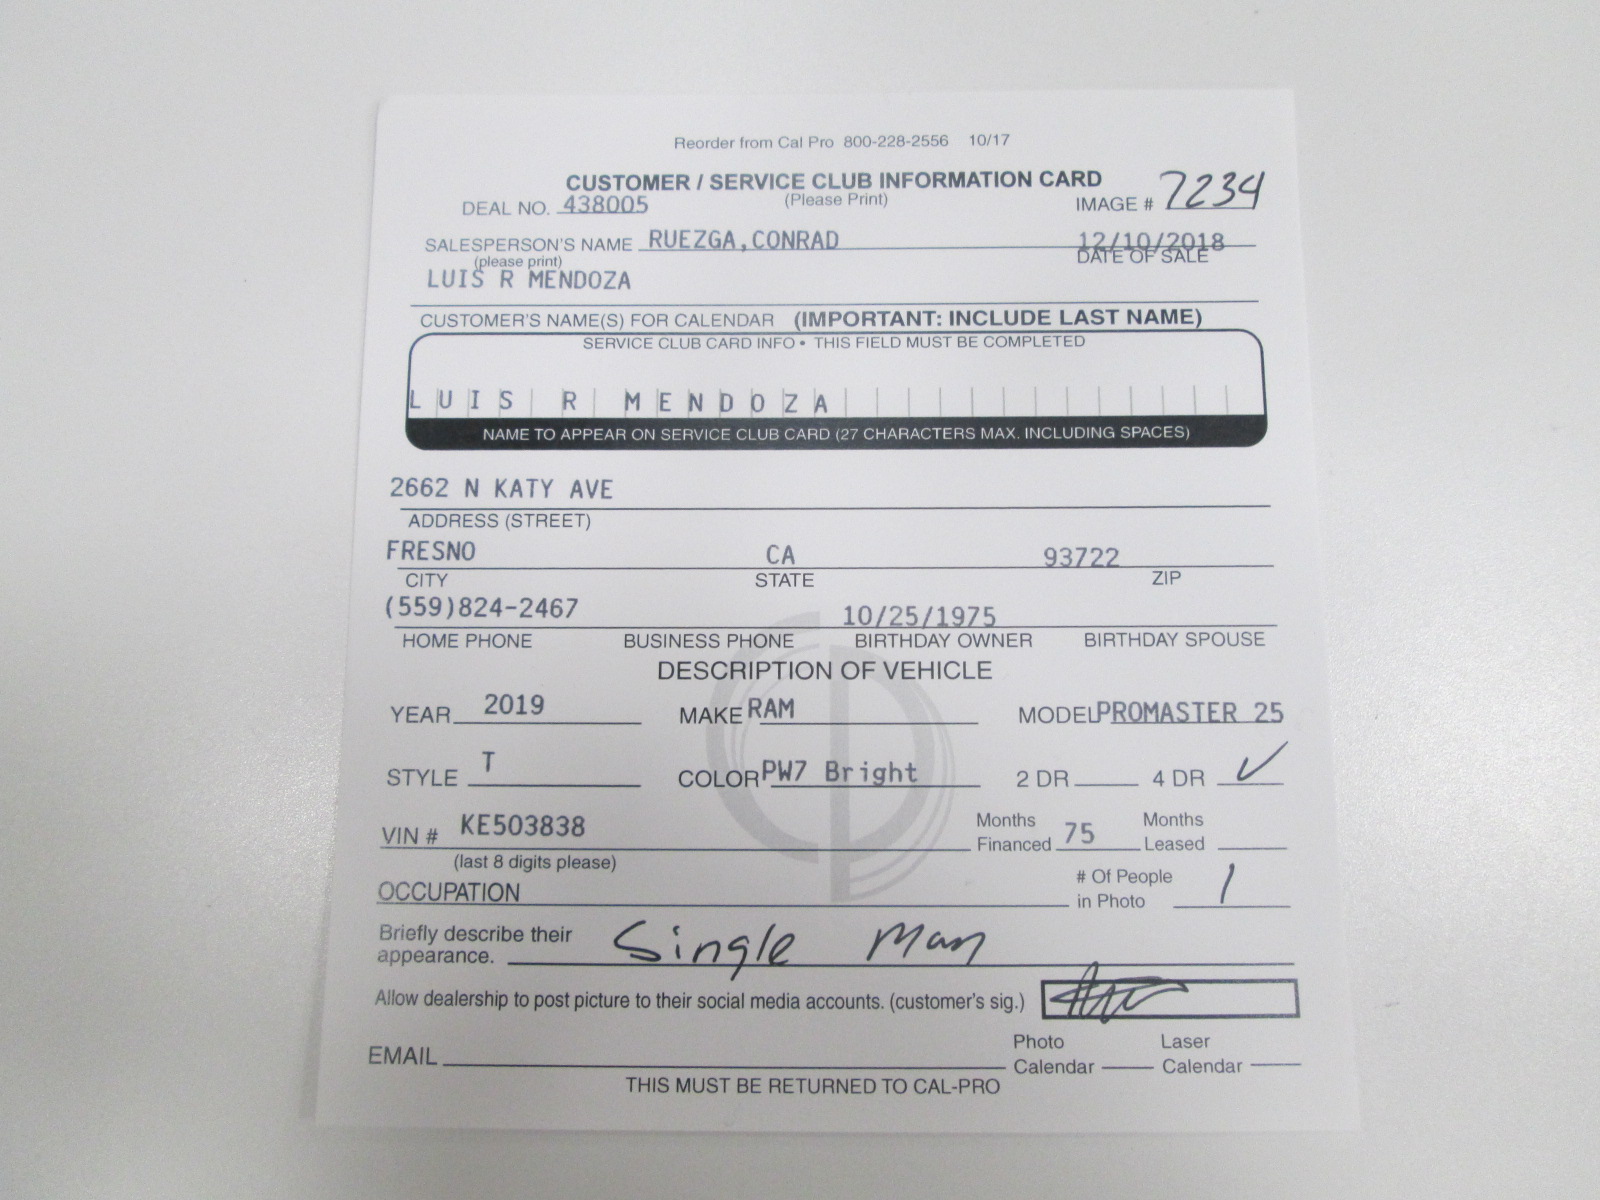 Reorder from Cal Pro 800-228-2556 10/17
CUSTOMER / SERVICE CLUB INFORMATION CARD
(Please Print)
DEAL NO. 438005 IMAGE # 7234
SALESPERSON'S NAME RUEZGA,CONRAD 12/10/2018
(please print) DATE OF SALE
LUIS R MENDOZA
CUSTOMER'S NAME(S) FOR CALENDAR (IMPORTANT: INCLUDE LAST NAME)
SERVICE CLUB CARD INFO • THIS FIELD MUST BE COMPLETED
LUIS R MENDOZA
NAME TO APPEAR ON SERVICE CLUB CARD (27 CHARACTERS MAX. INCLUDING SPACES)
2662 N KATY AVE
ADDRESS (STREET)
FRESNO CA 93722
CITY STATE ZIP
(559)824-2467 10/25/1975
HOME PHONE BUSINESS PHONE BIRTHDAY OWNER BIRTHDAY SPOUSE
DESCRIPTION OF VEHICLE
YEAR 2019 MAKE RAM MODEL PROMASTER 25
STYLE T COLOR PW7 Bright 2 DR 4 DR ✓
VIN # KE503838 Months Financed 75 Months Leased
(last 8 digits please)
OCCUPATION # Of People in Photo 1
Briefly describe their appearance. Single Man
Allow dealership to post picture to their social media accounts. (customer's sig.)
EMAIL Photo Calendar Laser Calendar
THIS MUST BE RETURNED TO CAL-PRO